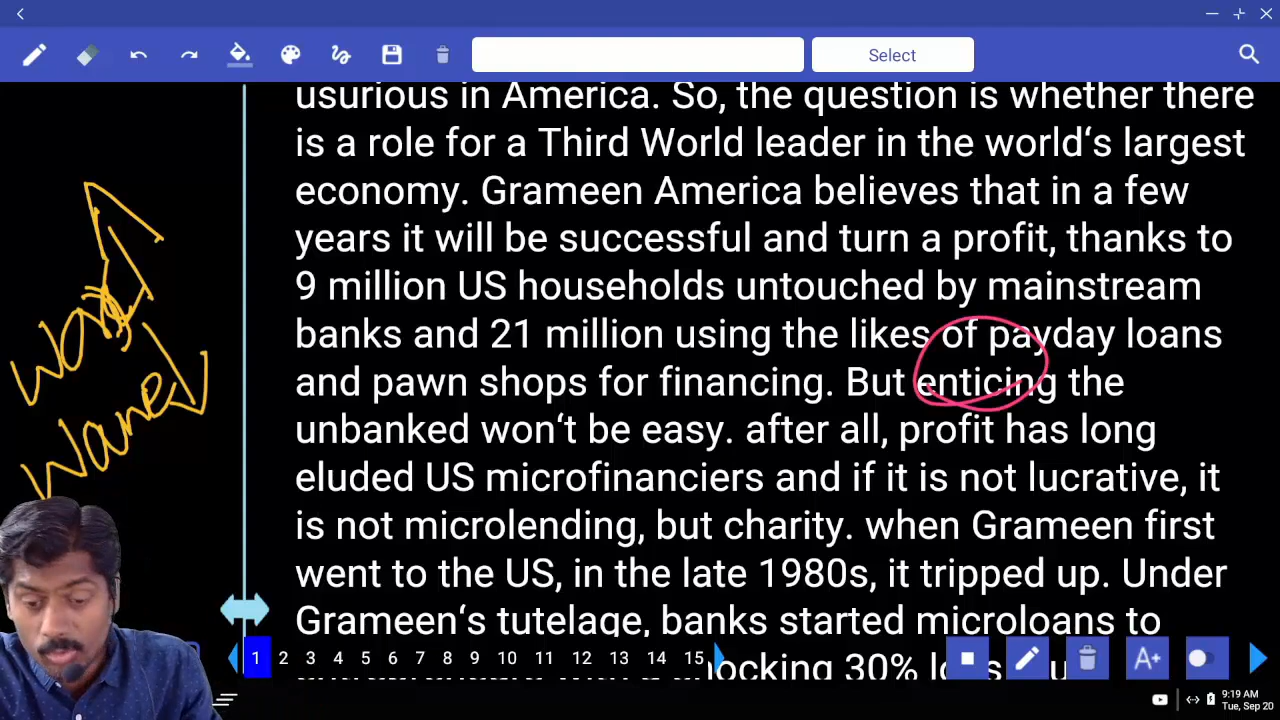 Select
usurious in America. So, the question is whether there
is a role for a Third World leader in the world‘s largest
economy. Grameen America believes that in a few
years it will be successful and turn a profit, thanks to
9 million US households untouched by mainstream
banks and 21 million using the likes of payday loans
and pawn shops for financing. But enticing the
unbanked won‘t be easy. after all, profit has long
eluded US microfinanciers and if it is not lucrative, it
is not microlending, but charity. when Grameen first
went to the US, in the late 1980s, it tripped up. Under
Grameen‘s tutelage, banks started microloans to
30%
Wane
1 2 3 4 5 6 7 8 9 10 11 12 13 14 15
A+
9:19 AM
Tue, Sep 20